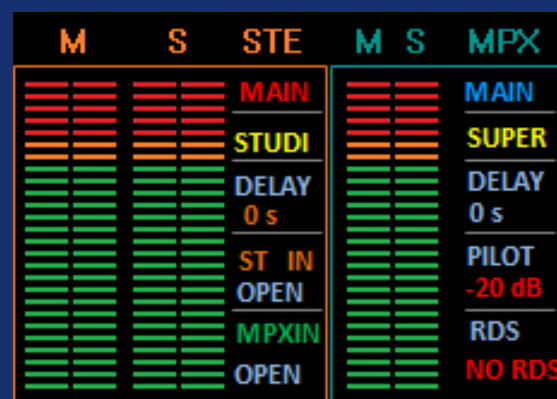 M S STE M S MPX
MAIN
STUDI
DELAY
0 s
ST IN
OPEN
MPXIN
OPEN
MAIN
SUPER
DELAY
0 s
PILOT
-20 dB
RDS
NO RDS